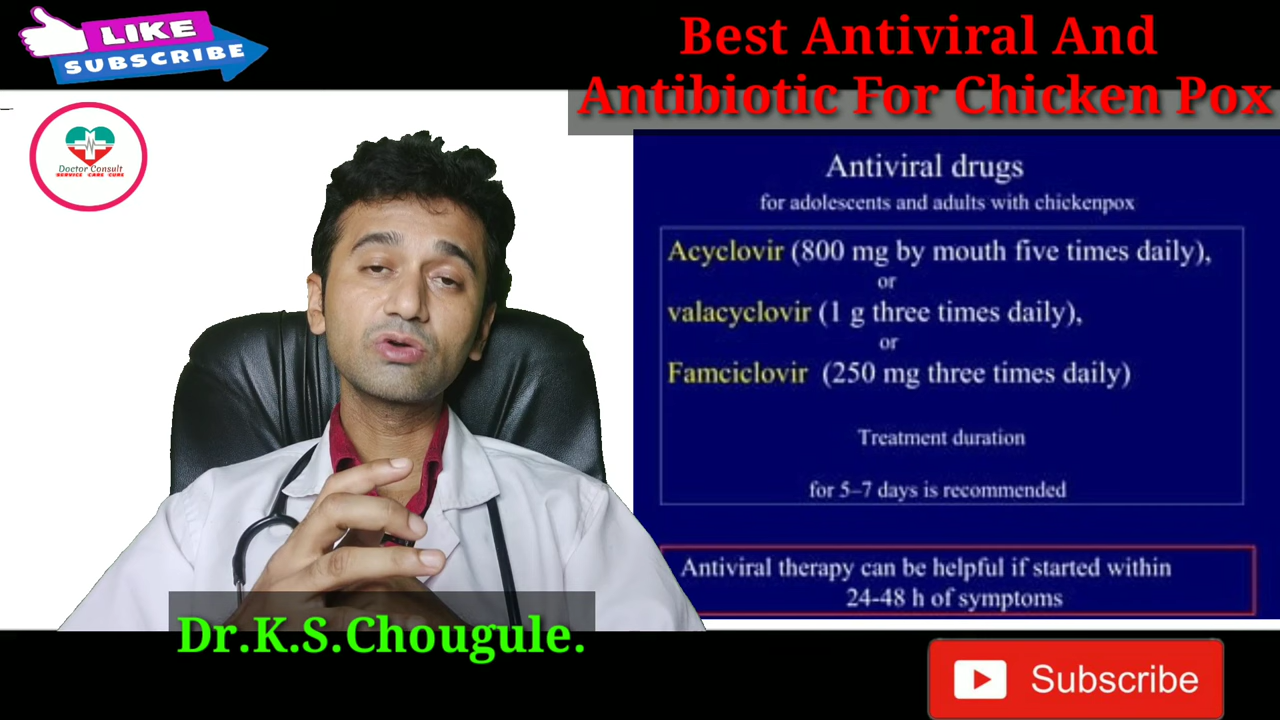 LIKE
SUBSCRIBE
Best Antiviral And
Antibiotic For Chicken Pox
Doctor Consult
SERVICE CARE CURE
Antiviral drugs
for adolescents and adults with chickenpox
Acyclovir (800 mg by mouth five times daily),
or
valacyclovir (1 g three times daily),
or
Famciclovir (250 mg three times daily)
Treatment duration
for 5–7 days is recommended
Antiviral therapy can be helpful if started within
24-48 h of symptoms
Dr.K.S.Chougule.
Subscribe